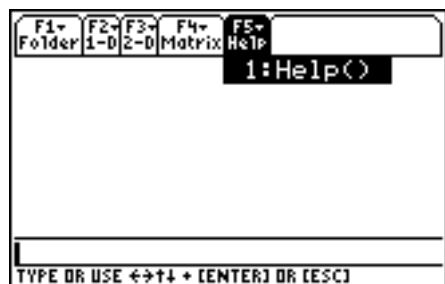 F1▾ F2▾ F3▾ F4▾ F5▾
Folder 1-D 2-D Matrix Help
1:Help()
TYPE OR USE ←→↑↓ + [ENTER] OR [ESC]